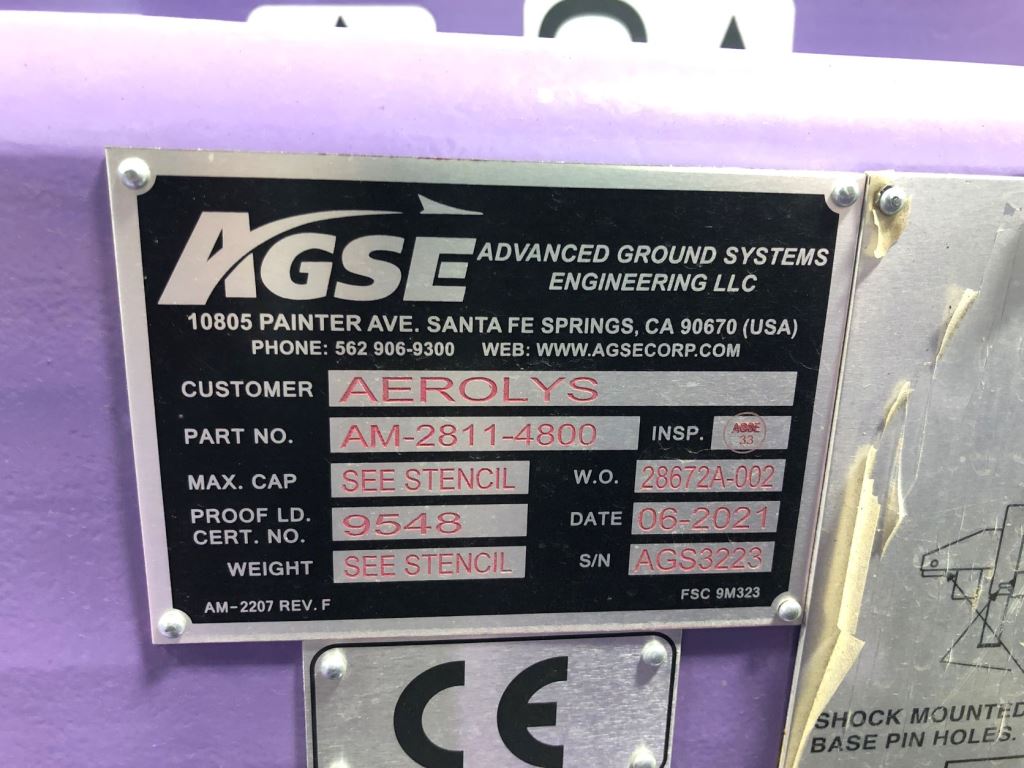 AGSE
ADVANCED GROUND SYSTEMS
ENGINEERING LLC
10805 PAINTER AVE. SANTA FE SPRINGS, CA 90670 (USA)
PHONE: 562 906-9300 WEB: WWW.AGSECORP.COM
CUSTOMER AEROLYS
PART NO. AM-2811-4800 INSP. AGSE 33
MAX. CAP SEE STENCIL W.O. 28672A-002
PROOF LD. CERT. NO. 9548 DATE 06-2021
WEIGHT SEE STENCIL S/N AGS3223
AM-2207 REV. F FSC 9M323
CE
SHOCK MOUNTED
BASE PIN HOLES.